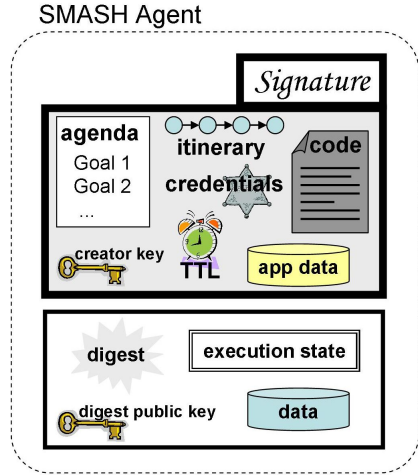 SMASH Agent
Signature
agenda
Goal 1
Goal 2
...
itinerary
credentials
code
creator key
TTL
app data
digest
execution state
digest public key
data